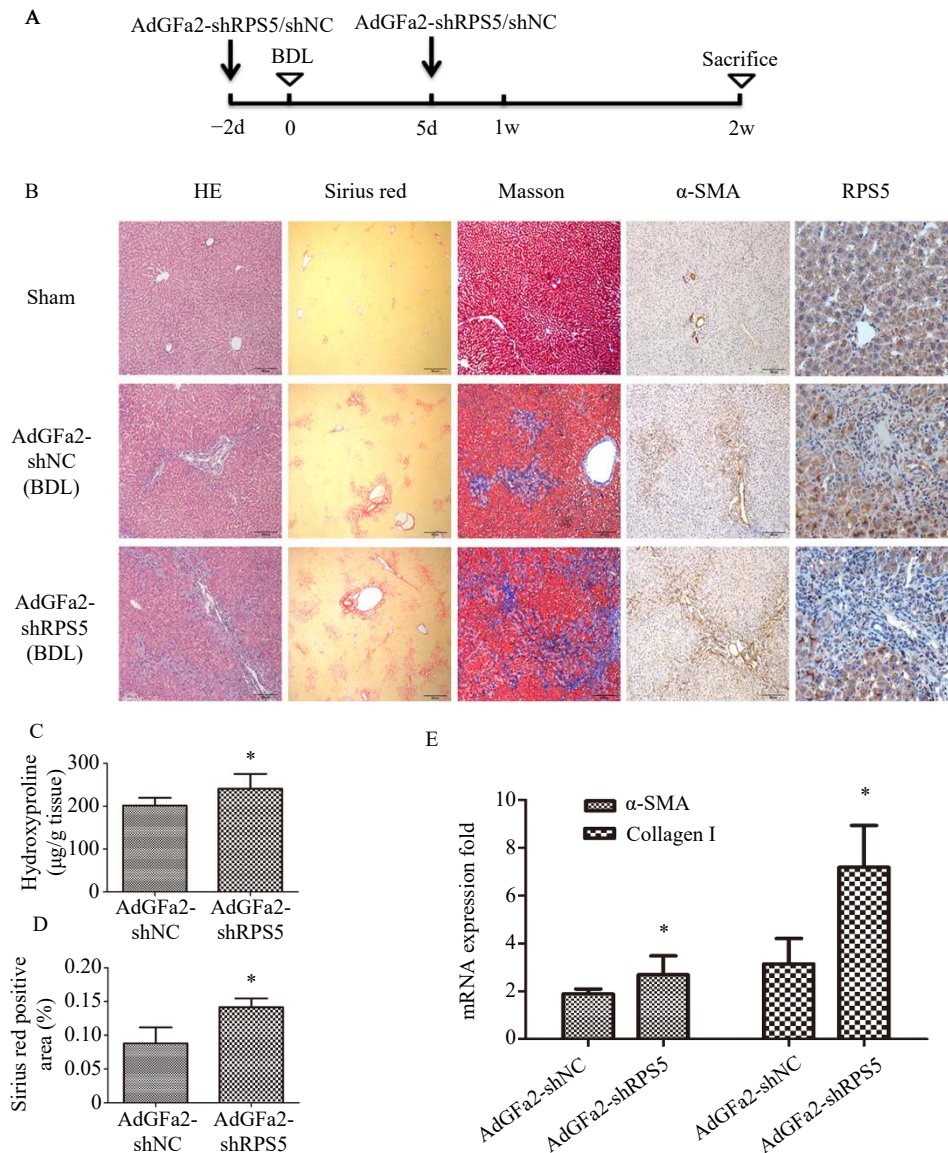 A
AdGFa2-shRPS5/shNC
AdGFa2-shRPS5/shNC
BDL
Sacrifice
−2d
0
5d
1w
2w
B
HE
Sirius red
Masson
α-SMA
RPS5
Sham
AdGFa2-
shNC
(BDL)
AdGFa2-
shRPS5
(BDL)
C
Hydroxyproline
(μg/g tissue)
300
200
100
0
*
AdGFa2-
shNC
AdGFa2-
shRPS5
D
Sirius red positive
area (%)
0.20
0.15
0.10
0.05
0
*
AdGFa2-
shNC
AdGFa2-
shRPS5
E
mRNA expression fold
10
8
6
4
2
0
α-SMA
Collagen I
*
*
AdGFa2-shNC
AdGFa2-shRPS5
AdGFa2-shNC
AdGFa2-shRPS5